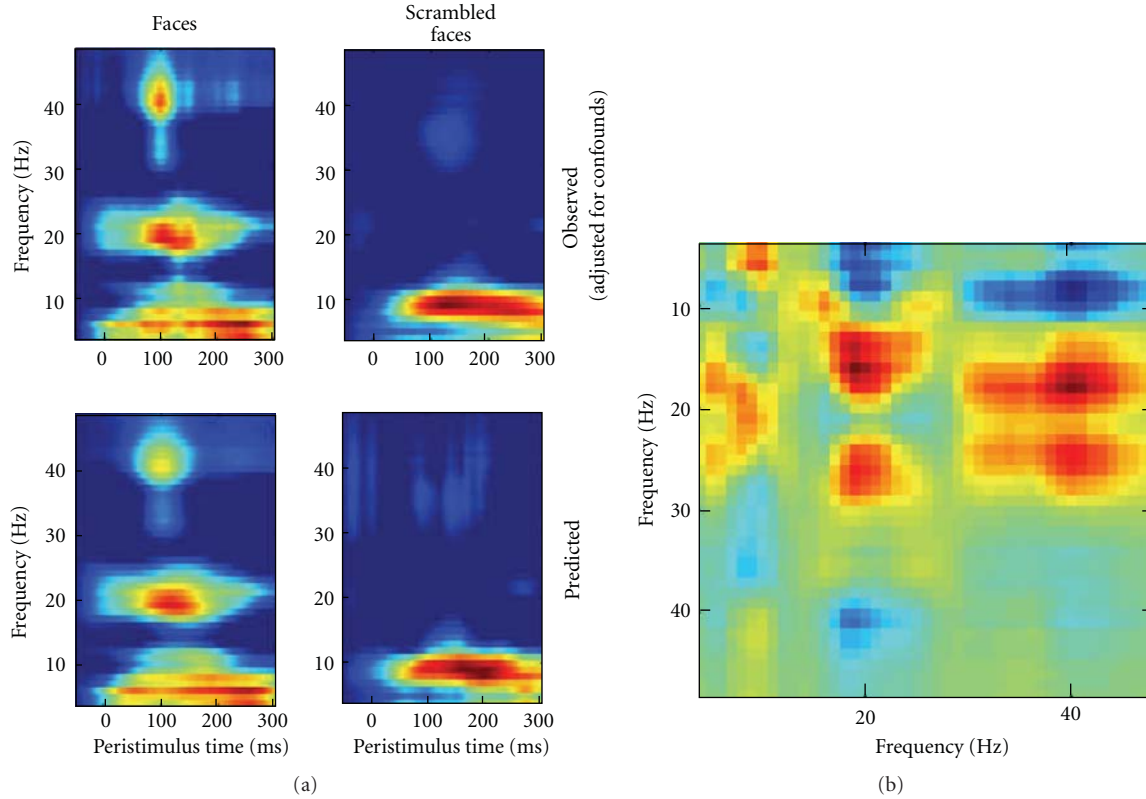 Faces
Scrambled
faces
40
30
20
10
Frequency (Hz)
0 100 200 300
40
30
20
10
0 100 200 300
Observed
(adjusted for confounds)
40
30
20
10
Frequency (Hz)
0 100 200 300
Peristimulus time (ms)
40
30
20
10
0 100 200 300
Peristimulus time (ms)
Predicted
(a)
10
20
30
40
Frequency (Hz)
20 40
Frequency (Hz)
(b)